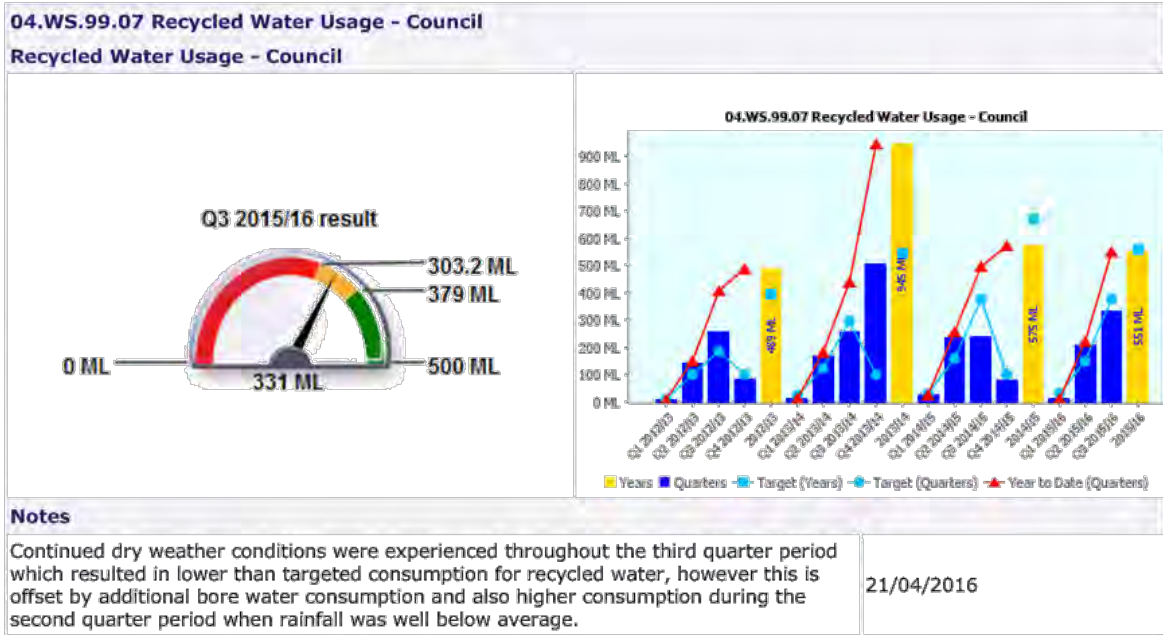 04.WS.99.07 Recycled Water Usage - Council
Recycled Water Usage - Council
Q3 2015/16 result
303.2 ML
379 ML
0 ML
500 ML
331 ML
04.WS.99.07 Recycled Water Usage - Council
900 ML
800 ML
700 ML
600 ML
500 ML
400 ML
300 ML
200 ML
100 ML
0 ML
489 ML
945 ML
575 ML
551 ML
Q1 2012/13
Q2 2012/13
Q3 2012/13
Q4 2012/13
2012/13
Q1 2013/14
Q2 2013/14
Q3 2013/14
Q4 2013/14
2013/14
Q1 2014/15
Q2 2014/15
Q3 2014/15
Q4 2014/15
2014/15
Q1 2015/16
Q2 2015/16
Q3 2015/16
2015/16
Years Quarters Target (Years) Target (Quarters) Year to Date (Quarters)
Notes
Continued dry weather conditions were experienced throughout the third quarter period
which resulted in lower than targeted consumption for recycled water, however this is
offset by additional bore water consumption and also higher consumption during the
second quarter period when rainfall was well below average.
21/04/2016